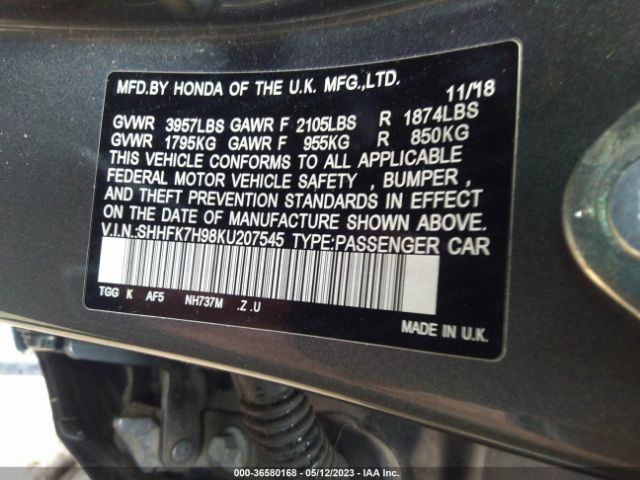 MFD.BY HONDA OF THE U.K. MFG.,LTD.
11/18
GVWR 3957LBS GAWR F 2105LBS R 1874LBS
GVWR 1795KG GAWR F 955KG R 850KG
THIS VEHICLE CONFORMS TO ALL APPLICABLE
FEDERAL MOTOR VEHICLE SAFETY , BUMPER ,
AND THEFT PREVENTION STANDARDS IN EFFECT
ON THE DATE OF MANUFACTURE SHOWN ABOVE.
V.I.N.:SHHFK7H98KU207545 TYPE:PASSENGER CAR
TGG K AF5 NH737M .Z .U
MADE IN U.K.
000-36580168 - 05/12/2023 - IAA Inc.